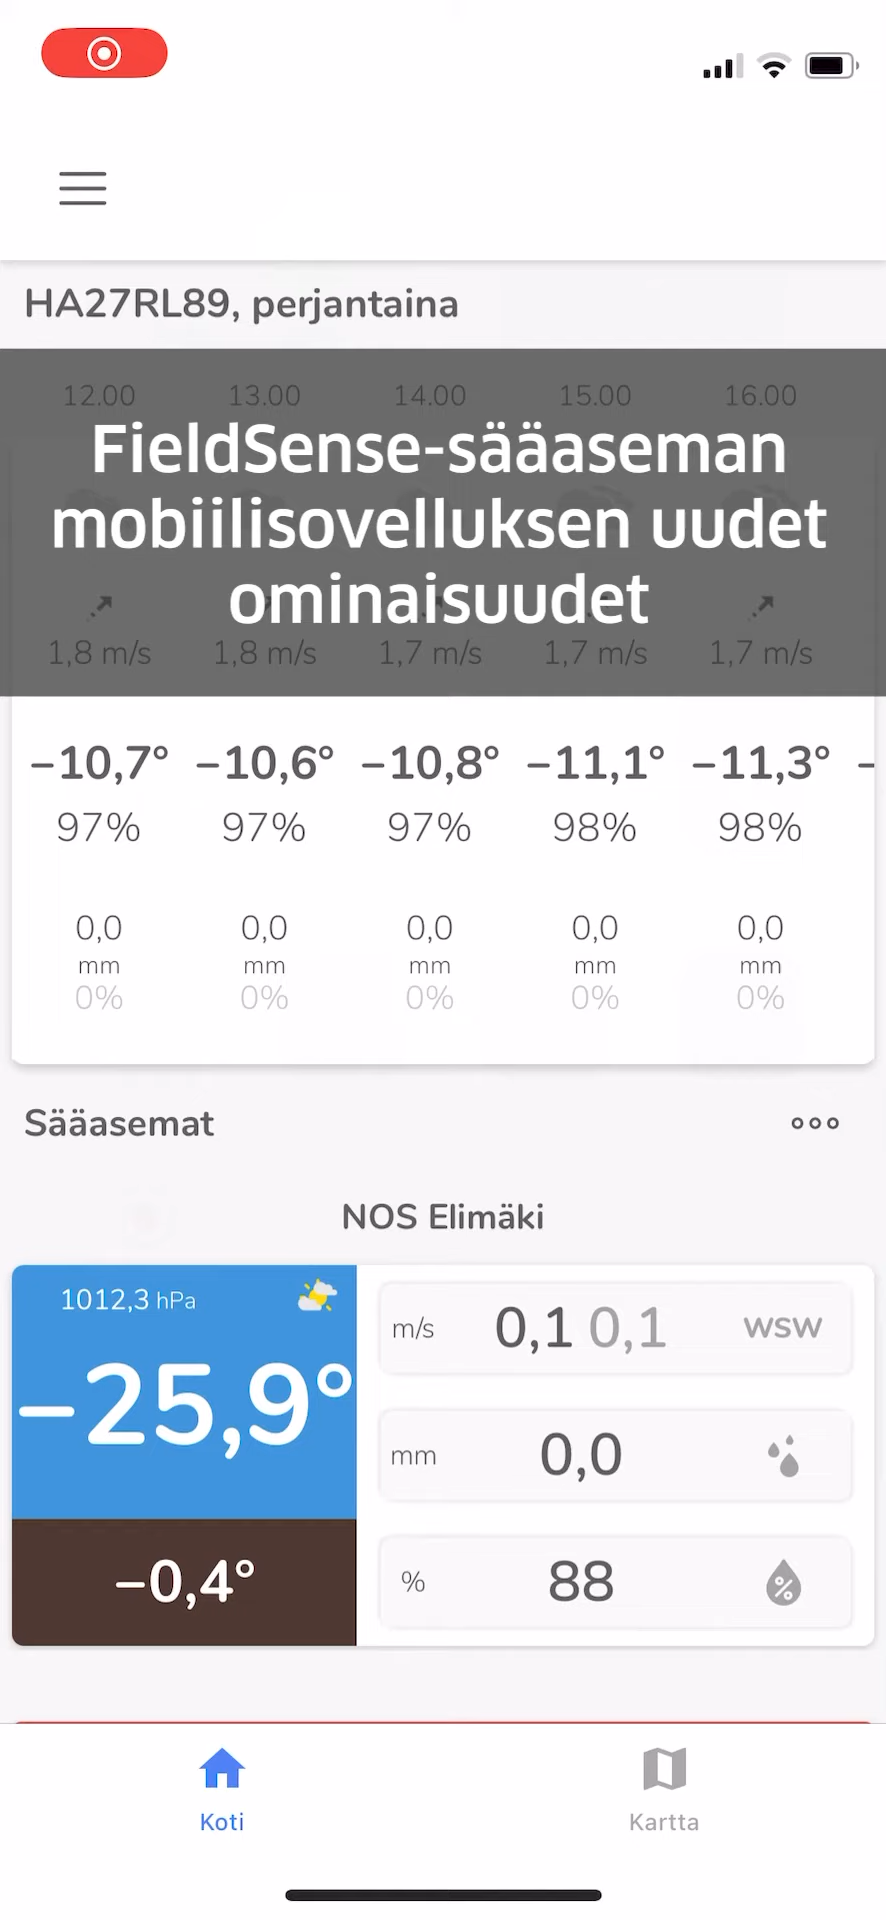 HA27RL89, perjantaina
12.00 13.00 14.00 15.00 16.00
FieldSense-sääaseman
mobiilisovelluksen uudet
ominaisuudet
1,8 m/s 1,8 m/s 1,7 m/s 1,7 m/s 1,7 m/s
−10,7° −10,6° −10,8° −11,1° −11,3° −
97% 97% 97% 98% 98%
0,0 0,0 0,0 0,0 0,0
mm mm mm mm mm
0% 0% 0% 0% 0%
Sääasemat
NOS Elimäki
1012,3 hPa
−25,9°
−0,4°
m/s 0,1 0,1 WSW
mm 0,0
% 88 %
Koti Kartta